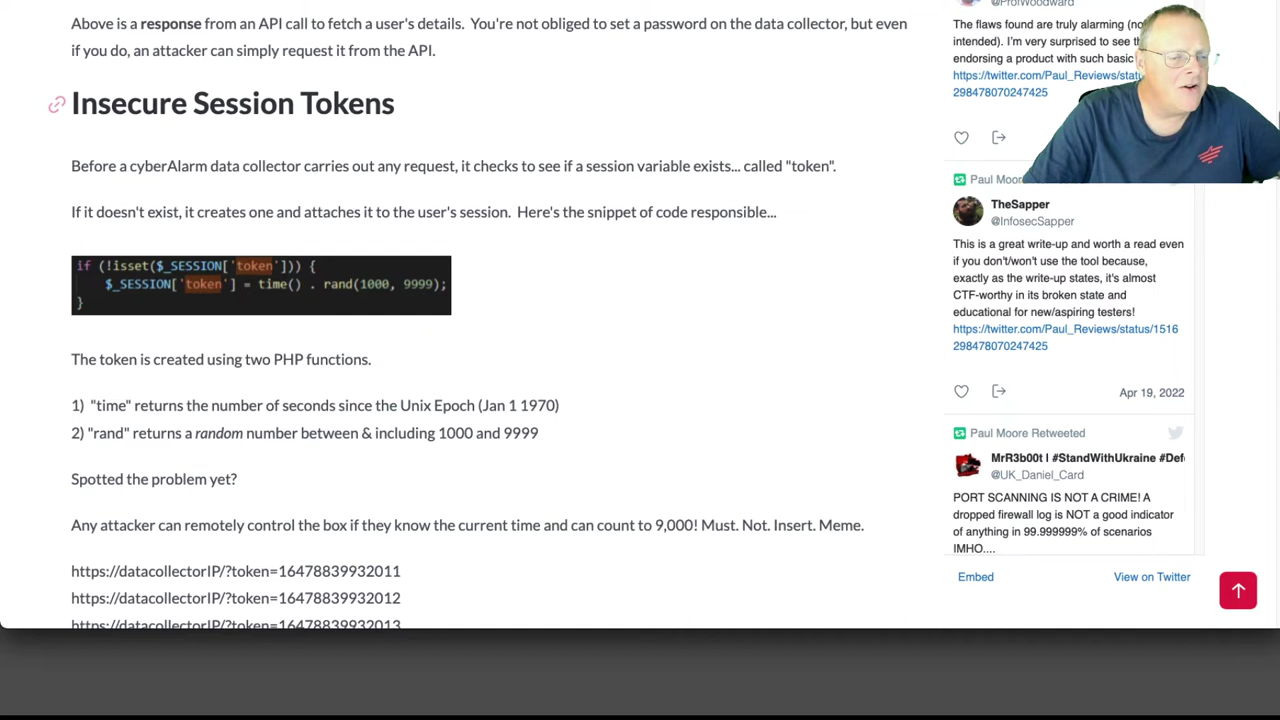 Above is a response from an API call to fetch a user's details. You're not obliged to set a password on the data collector, but even
if you do, an attacker can simply request it from the API.
Insecure Session Tokens
Before a cyberAlarm data collector carries out any request, it checks to see if a session variable exists... called "token".
If it doesn't exist, it creates one and attaches it to the user's session. Here's the snippet of code responsible...
if (!isset($_SESSION['token'])) {
$_SESSION['token'] = time() . rand(1000, 9999);
}
The token is created using two PHP functions.
1) "time" returns the number of seconds since the Unix Epoch (Jan 1 1970)
2) "rand" returns a random number between & including 1000 and 9999
Spotted the problem yet?
Any attacker can remotely control the box if they know the current time and can count to 9,000! Must. Not. Insert. Meme.
https://datacollectorIP/?token=16478839932011
https://datacollectorIP/?token=16478839932012
https://datacollectorIP/?token=16478839932013
@ProfWoodward
The flaws found are truly alarming (no
intended). I'm very surprised to see th
endorsing a product with such basic
https://twitter.com/Paul_Reviews/statu
298478070247425
Paul Moore
TheSapper
@InfosecSapper
This is a great write-up and worth a read even
if you don't/won't use the tool because,
exactly as the write-up states, it's almost
CTF-worthy in its broken state and
educational for new/aspiring testers!
https://twitter.com/Paul_Reviews/status/1516
298478070247425
Apr 19, 2022
Paul Moore Retweeted
MrR3b00t | #StandWithUkraine #Def
@UK_Daniel_Card
PORT SCANNING IS NOT A CRIME! A
dropped firewall log is NOT a good indicator
of anything in 99.999999% of scenarios
IMHO....
Embed
View on Twitter